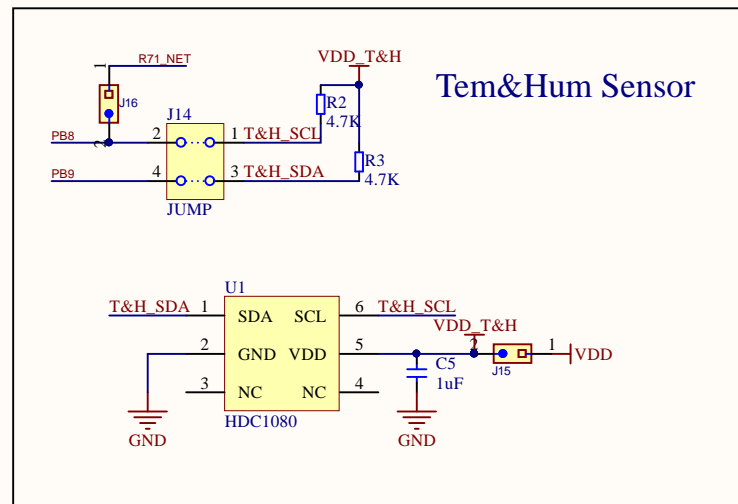 R71_NET
VDD_T&H
Tem&Hum Sensor
1
J16
2
J14
R2
4.7K
PB8
2
1
T&H_SCL
R3
4.7K
PB9
4
3
T&H_SDA
JUMP
U1
T&H_SDA
1
SDA
SCL
6
T&H_SCL
VDD_T&H
2
GND
VDD
5
2
J15
1
VDD
C5
1uF
3
NC
NC
4
HDC1080
GND
GND